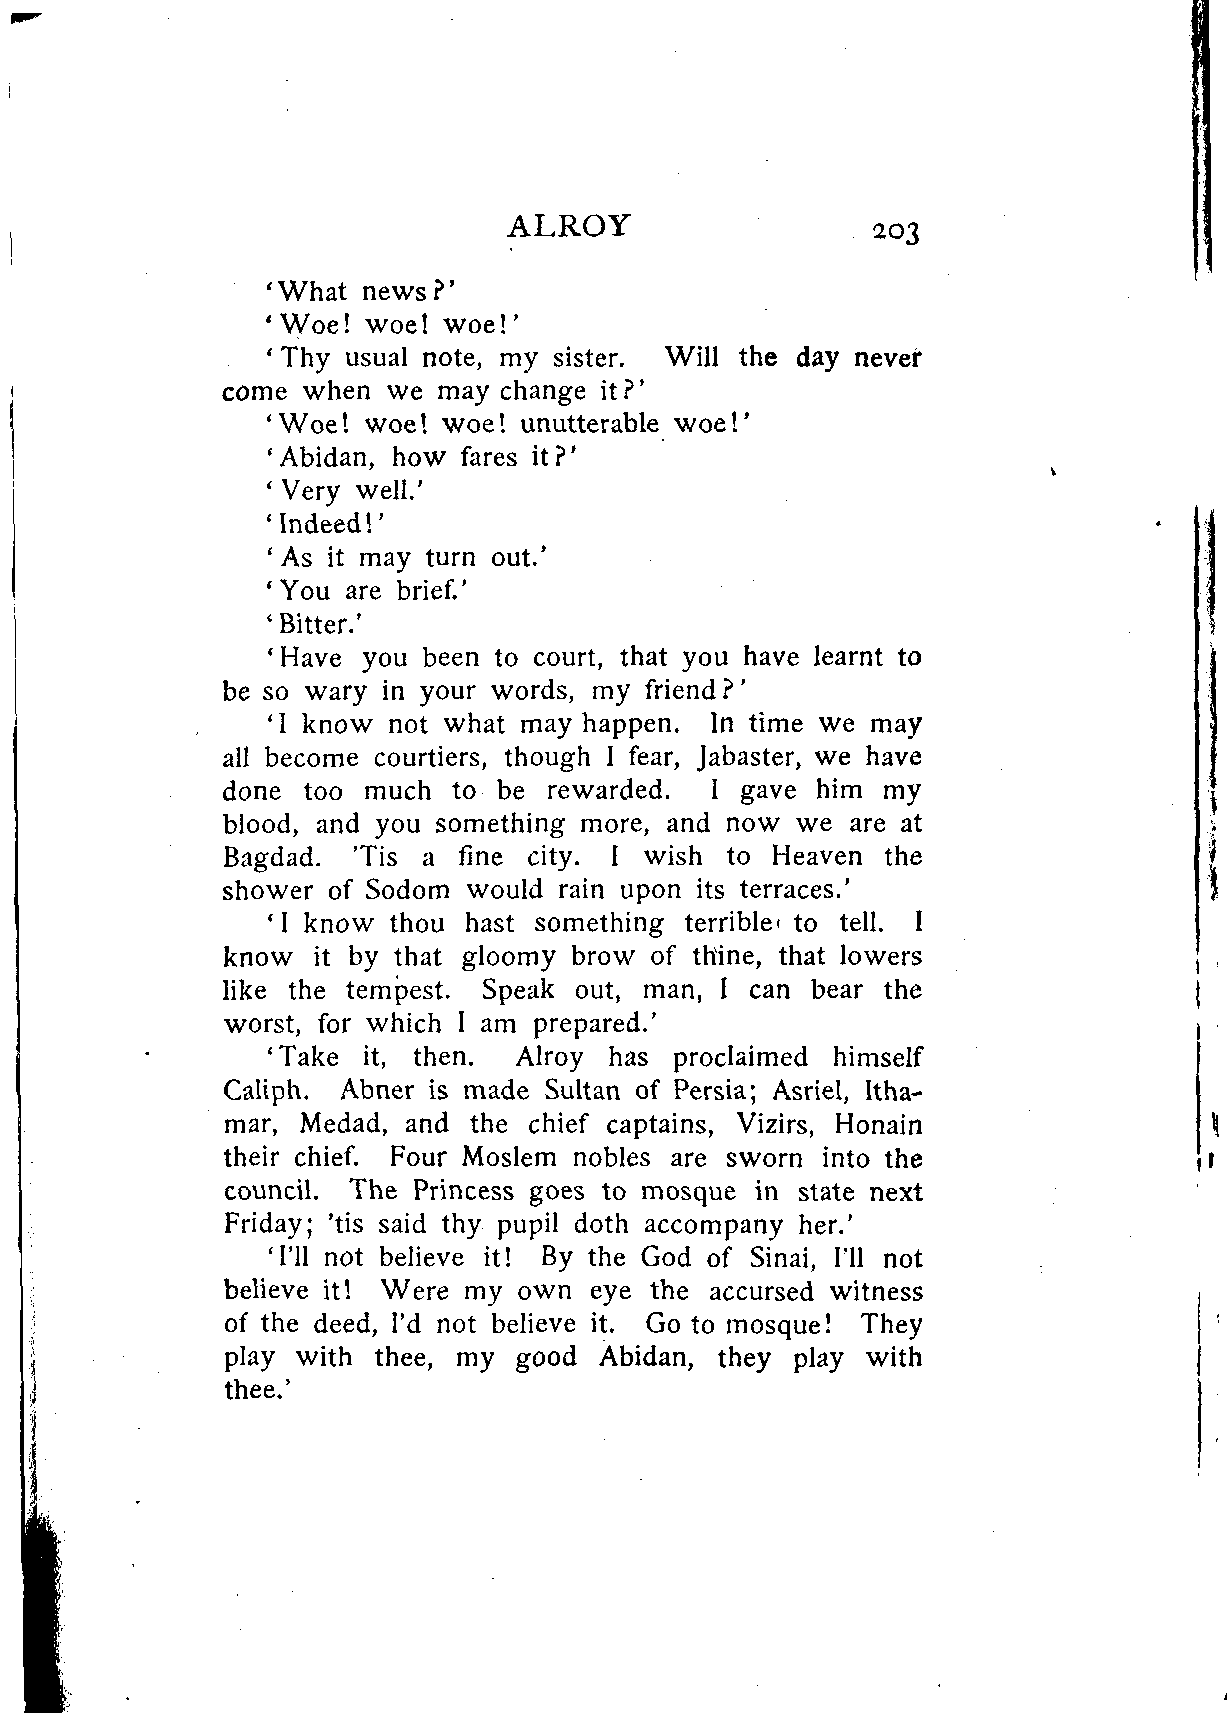 ALROY 203
‘What news?’
‘Woe! woe! woe!’
‘Thy usual note, my sister. Will the day never
come when we may change it?’
‘Woe! woe! woe! unutterable woe!’
‘Abidan, how fares it?’
‘Very well.’
‘Indeed!’
‘As it may turn out.’
‘You are brief.’
‘Bitter.’
‘Have you been to court, that you have learnt to
be so wary in your words, my friend?’
‘I know not what may happen. In time we may
all become courtiers, though I fear, Jabaster, we have
done too much to be rewarded. I gave him my
blood, and you something more, and now we are at
Bagdad. ’Tis a fine city. I wish to Heaven the
shower of Sodom would rain upon its terraces.’
‘I know thou hast something terrible to tell. I
know it by that gloomy brow of thine, that lowers
like the tempest. Speak out, man, I can bear the
worst, for which I am prepared.’
‘Take it, then. Alroy has proclaimed himself
Caliph. Abner is made Sultan of Persia; Asriel, Itha-
mar, Medad, and the chief captains, Vizirs, Honain
their chief. Four Moslem nobles are sworn into the
council. The Princess goes to mosque in state next
Friday; ’tis said thy pupil doth accompany her.’
‘I’ll not believe it! By the God of Sinai, I’ll not
believe it! Were my own eye the accursed witness
of the deed, I’d not believe it. Go to mosque! They
play with thee, my good Abidan, they play with
thee.’